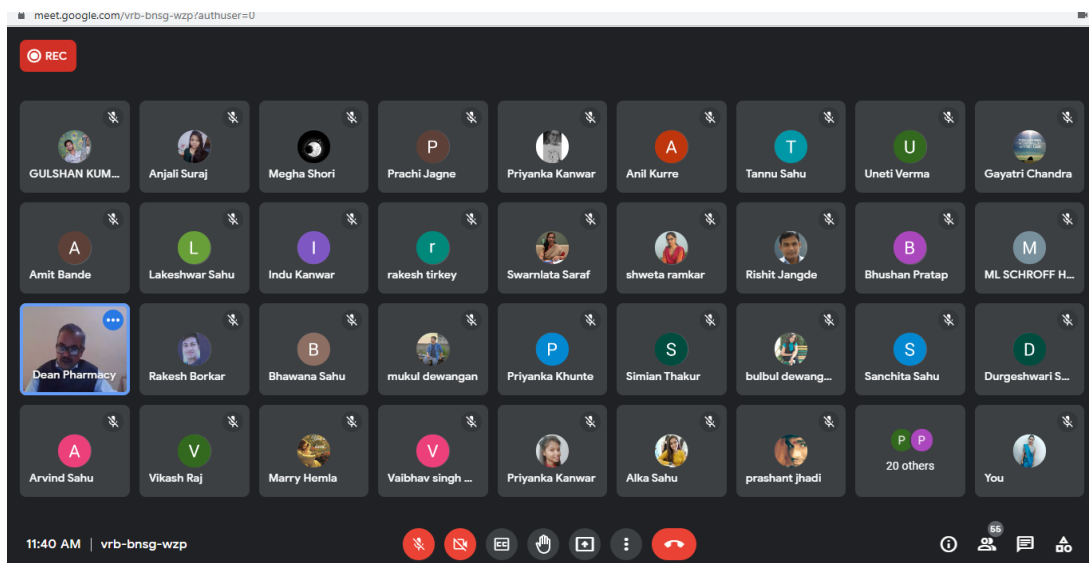 meet.google.com/vrb-bnsg-wzp?authuser=0
REC
GULSHAN KUM...
Anjali Suraj
Megha Shori
P
Prachi Jagne
Priyanka Kanwar
A
Anil Kurre
T
Tannu Sahu
U
Uneti Verma
Gayatri Chandra
A
Amit Bande
L
Lakeshwar Sahu
I
Indu Kanwar
r
rakesh tirkey
Swarnlata Saraf
shweta ramkar
Rishit Jangde
B
Bhushan Pratap
M
ML SCHROFF H...
Dean Pharmacy
Rakesh Borkar
B
Bhawana Sahu
mukul dewangan
P
Priyanka Khunte
S
Simian Thakur
bulbul dewang...
S
Sanchita Sahu
D
Durgeshwari S...
A
Arvind Sahu
V
Vikash Raj
Marry Hemla
V
Vaibhav singh ...
Priyanka Kanwar
Alka Sahu
prashant jhadi
P P
20 others
You
11:40 AM | vrb-bnsg-wzp
CC
55